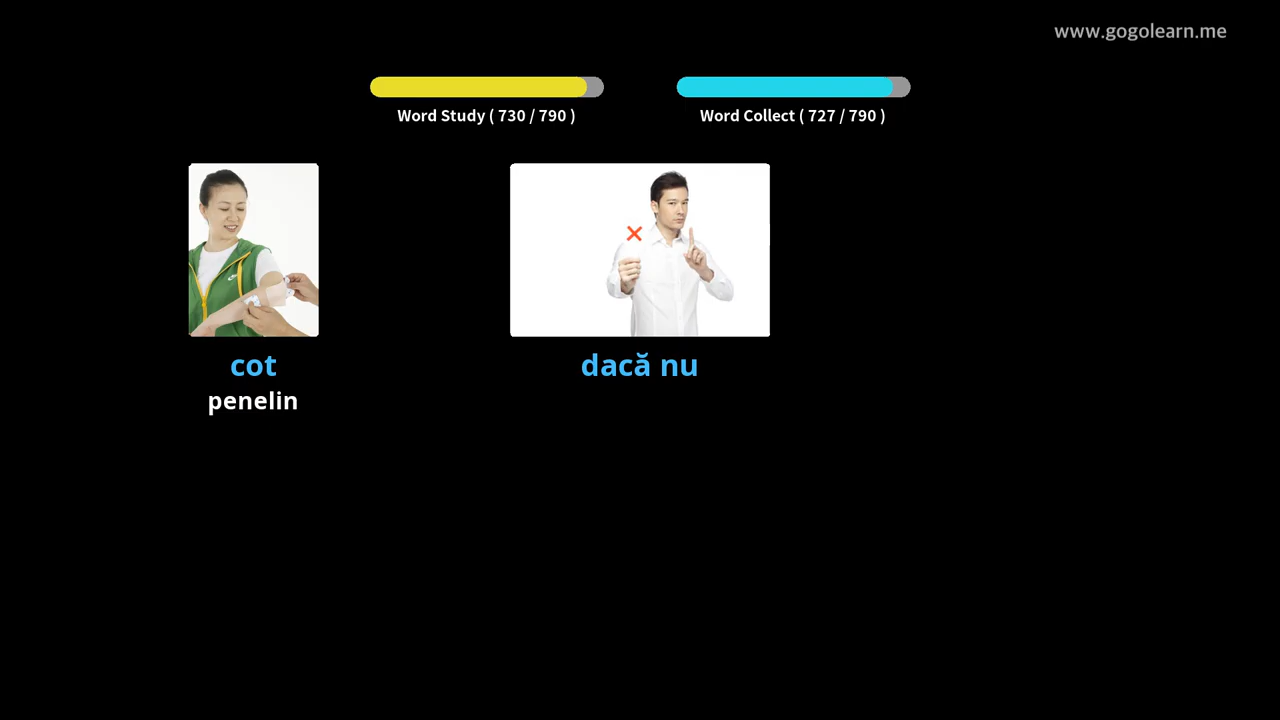 www.gogolearn.me
Word Study ( 730 / 790 )
Word Collect ( 727 / 790 )
cot
penelin
dacă nu